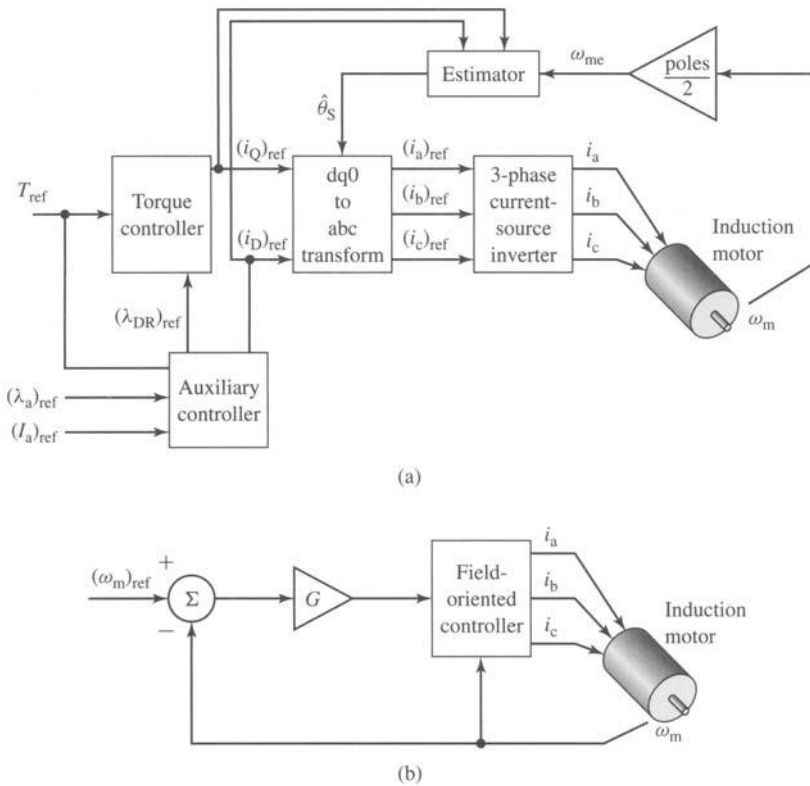 ω_me
poles
2
Estimator
θ̂_S
(i_Q)_ref
(i_a)_ref
i_a
T_ref
Torque
controller
dq0
to
abc
transform
3-phase
current-
source
inverter
(i_b)_ref
i_b
Induction
motor
(i_D)_ref
(i_c)_ref
i_c
(λ_DR)_ref
ω_m
Auxiliary
controller
(λ_a)_ref
(I_a)_ref
(a)
+
(ω_m)_ref
Σ
−
G
Field-
oriented
controller
i_a
i_b
i_c
Induction
motor
ω_m
(b)